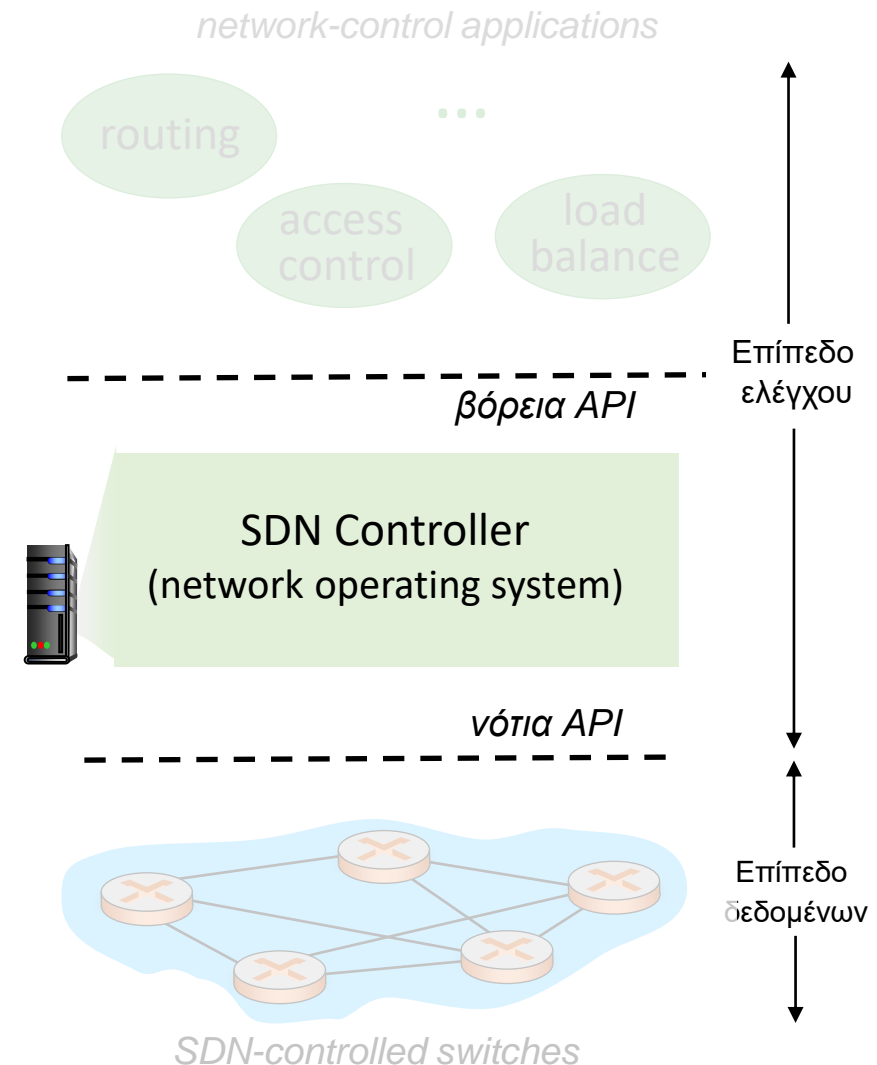 network-control applications
routing
...
access
control
load
balance
Επίπεδο
ελέγχου
βόρεια API
SDN Controller
(network operating system)
νότια API
Επίπεδο
δεδομένων
SDN-controlled switches